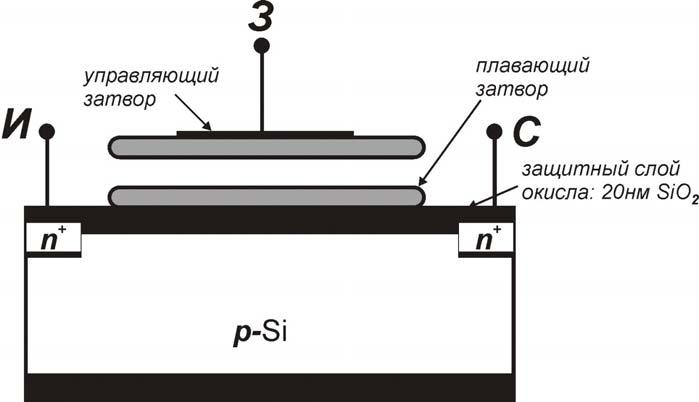 З
управляющий
затвор
плавающий
затвор
И
С
защитный слой
окисла: 20нм SiO₂
n⁺
n⁺
p-Si